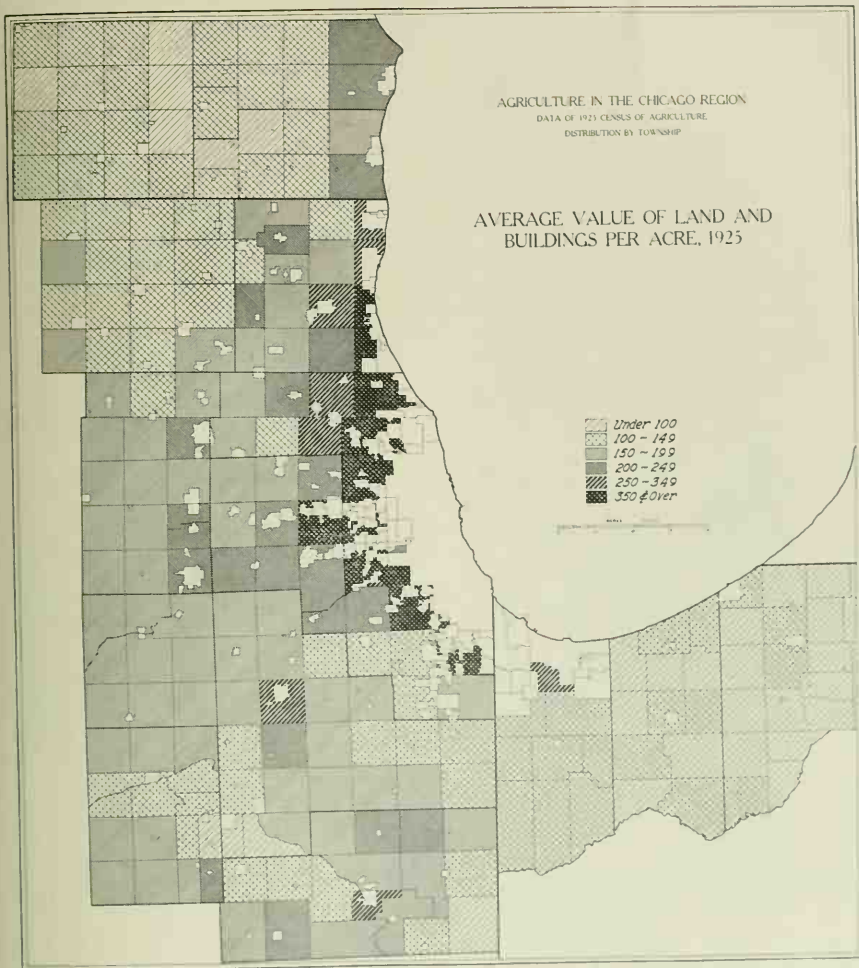 AGRICULTURE IN THE CHICAGO REGION
DATA OF 1925 CENSUS OF AGRICULTURE
DISTRIBUTION BY TOWNSHIP
AVERAGE VALUE OF LAND AND
BUILDINGS PER ACRE, 1925
Under 100
100 - 149
150 - 199
200 - 249
250 - 349
350 & Over
SCALE